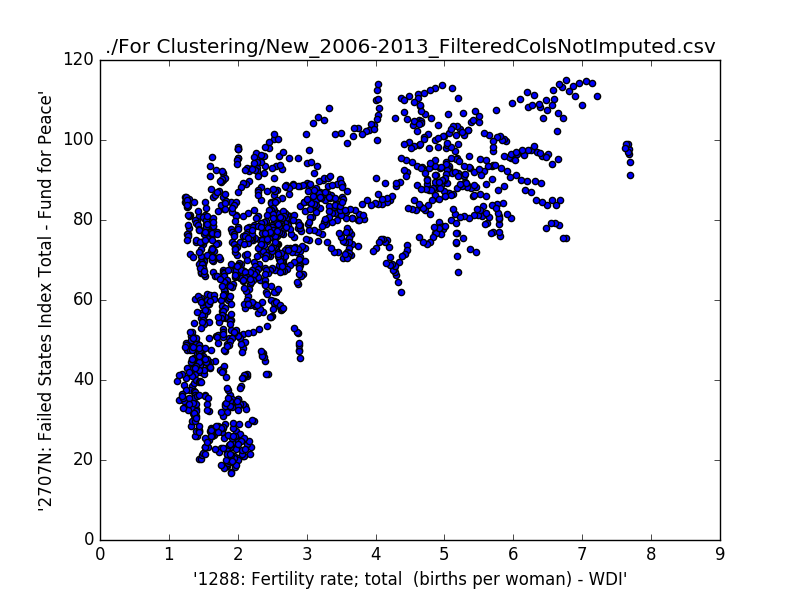 ./For Clustering/New_2006-2013_FilteredColsNotImputed.csv
120
100
80
60
40
20
0
'2707N: Failed States Index Total - Fund for Peace'
0 1 2 3 4 5 6 7 8 9
'1288: Fertility rate; total  (births per woman) - WDI'